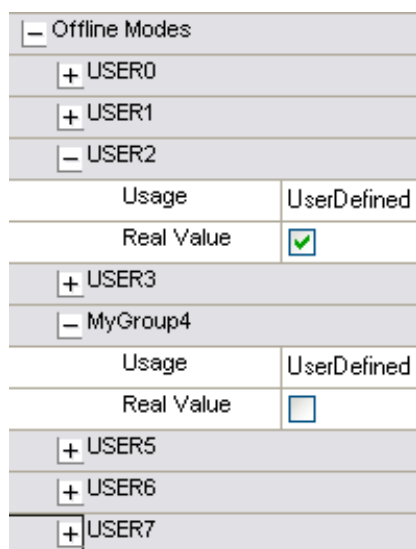 Offline Modes
USER0
USER1
USER2
Usage UserDefined
Real Value
USER3
MyGroup4
Usage UserDefined
Real Value
USER5
USER6
USER7